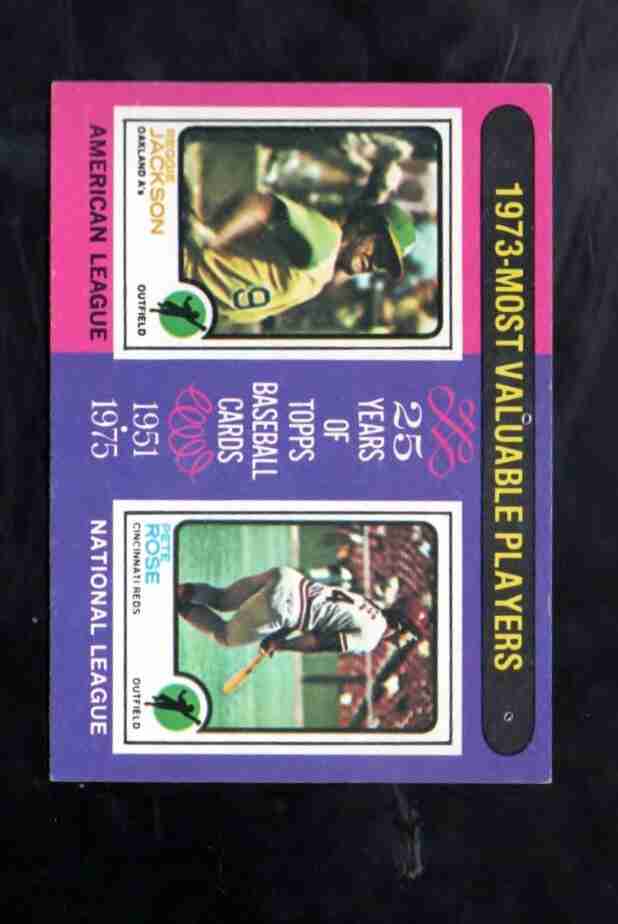 1973-MOST VALUABLE PLAYERS
REGGIE
JACKSON
OAKLAND A's
OUTFIELD
9
AMERICAN LEAGUE
25
YEARS
OF
TOPPS
BASEBALL
CARDS
1951
1975
PETE
ROSE
CINCINNATI REDS
OUTFIELD
NATIONAL LEAGUE